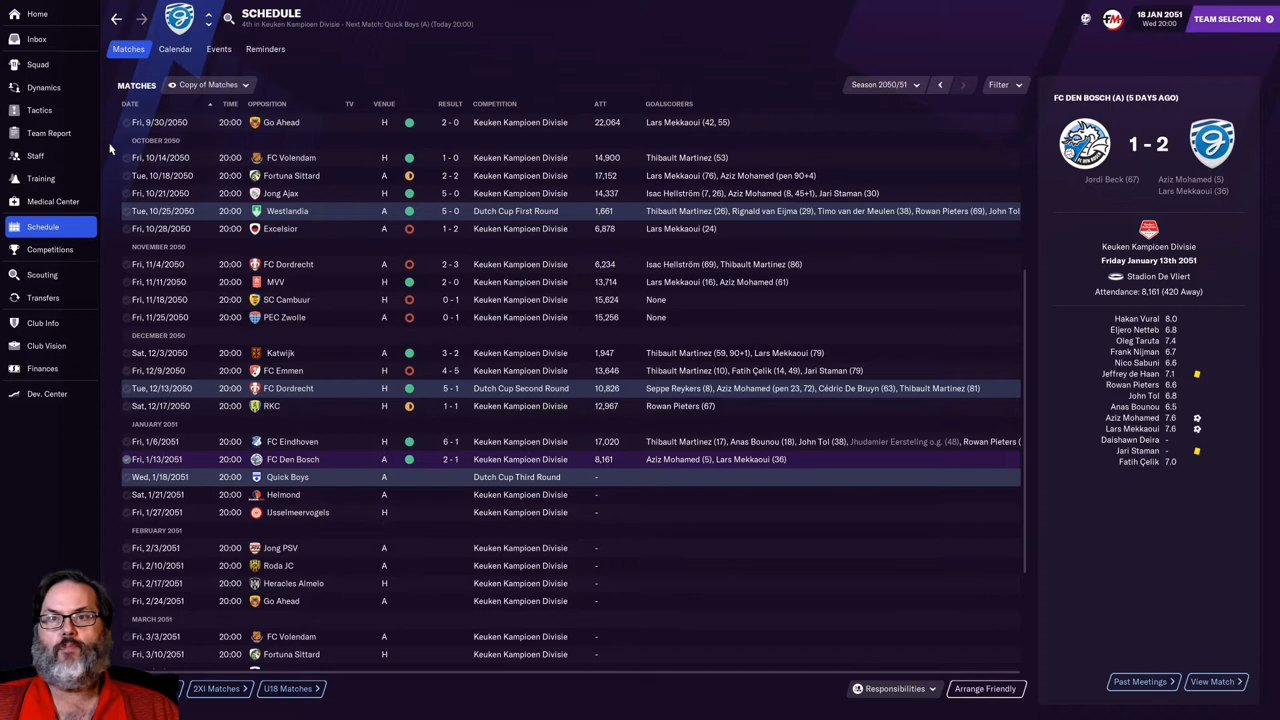 Home
Inbox
Squad
Dynamics
Tactics
Team Report
Staff
Training
Medical Center
Schedule
Competitions
Scouting
Transfers
Club Info
Club Vision
Finances
Dev. Center
SCHEDULE
4th in Keuken Kampioen Divisie - Next Match: Quick Boys (A) (Today 20:00)
FM
18 JAN 2051
Wed 20:00
TEAM SELECTION
Matches Calendar Events Reminders
MATCHES Copy of Matches Season 2050/51 Filter
DATE TIME OPPOSITION TV VENUE RESULT COMPETITION ATT GOALSCORERS
Fri, 9/30/2050 20:00 Go Ahead H 2 - 0 Keuken Kampioen Divisie 22,064 Lars Mekkaoui (42, 55)
OCTOBER 2050
Fri, 10/14/2050 20:00 FC Volendam H 1 - 0 Keuken Kampioen Divisie 14,900 Thibault Martinez (53)
Tue, 10/18/2050 20:00 Fortuna Sittard A 2 - 2 Keuken Kampioen Divisie 17,152 Lars Mekkaoui (76), Aziz Mohamed (pen 90+4)
Fri, 10/21/2050 20:00 Jong Ajax H 5 - 0 Keuken Kampioen Divisie 14,337 Isac Hellström (7, 26), Aziz Mohamed (8, 45+1), Jari Staman (30)
Tue, 10/25/2050 20:00 Westlandia A 5 - 0 Dutch Cup First Round 1,661 Thibault Martinez (26), Rignald van Eijma (29), Timo van der Meulen (38), Rowan Pieters (69), John Tol
Fri, 10/28/2050 20:00 Excelsior A 1 - 2 Keuken Kampioen Divisie 6,878 Lars Mekkaoui (24)
NOVEMBER 2050
Fri, 11/4/2050 20:00 FC Dordrecht A 2 - 3 Keuken Kampioen Divisie 6,234 Isac Hellström (69), Thibault Martinez (86)
Fri, 11/11/2050 20:00 MVV H 2 - 0 Keuken Kampioen Divisie 13,714 Lars Mekkaoui (16), Aziz Mohamed (61)
Fri, 11/18/2050 20:00 SC Cambuur H 0 - 1 Keuken Kampioen Divisie 15,624 None
Fri, 11/25/2050 20:00 PEC Zwolle A 0 - 1 Keuken Kampioen Divisie 15,256 None
DECEMBER 2050
Sat, 12/3/2050 20:00 Katwijk A 3 - 2 Keuken Kampioen Divisie 1,947 Thibault Martinez (59, 90+1), Lars Mekkaoui (79)
Fri, 12/9/2050 20:00 FC Emmen H 4 - 5 Keuken Kampioen Divisie 13,646 Thibault Martinez (10), Fatih Çelik (14, 49), Jari Staman (79)
Tue, 12/13/2050 20:00 FC Dordrecht H 5 - 1 Dutch Cup Second Round 10,826 Seppe Reykers (8), Aziz Mohamed (pen 23, 72), Cédric De Bruyn (63), Thibault Martinez (81)
Sat, 12/17/2050 20:00 RKC H 1 - 1 Keuken Kampioen Divisie 12,967 Rowan Pieters (67)
JANUARY 2051
Fri, 1/6/2051 20:00 FC Eindhoven H 6 - 1 Keuken Kampioen Divisie 17,020 Thibault Martinez (17), Anas Bounou (18), John Tol (38), Jhudamier Eersteling o.g. (48), Rowan Pieters (
Fri, 1/13/2051 20:00 FC Den Bosch A 2 - 1 Keuken Kampioen Divisie 8,161 Aziz Mohamed (5), Lars Mekkaoui (36)
Wed, 1/18/2051 20:00 Quick Boys A Dutch Cup Third Round -
Sat, 1/21/2051 20:00 Helmond A Keuken Kampioen Divisie -
Fri, 1/27/2051 20:00 IJsselmeervogels H Keuken Kampioen Divisie -
FEBRUARY 2051
Fri, 2/3/2051 20:00 Jong PSV A Keuken Kampioen Divisie -
Fri, 2/10/2051 20:00 Roda JC A Keuken Kampioen Divisie -
Fri, 2/17/2051 20:00 Heracles Almelo H Keuken Kampioen Divisie -
Fri, 2/24/2051 20:00 Go Ahead A Keuken Kampioen Divisie -
MARCH 2051
Fri, 3/3/2051 20:00 FC Volendam A Keuken Kampioen Divisie -
Fri, 3/10/2051 20:00 Fortuna Sittard H Keuken Kampioen Divisie -
2XI Matches U18 Matches Responsibilities Arrange Friendly
FC DEN BOSCH (A) (5 DAYS AGO)
1 - 2
Jordi Beck (67) Aziz Mohamed (5)
Lars Mekkaoui (36)
Keuken Kampioen Divisie
Friday January 13th 2051
Stadion De Vliert
Attendance: 8,161 (420 Away)
Hakan Vural 8.0
Eljero Netteb 6.8
Oleg Taruta 7.4
Frank Nijman 6.7
Nico Sabuni 6.6
Jeffrey de Haan 7.1
Rowan Pieters 6.6
John Tol 6.8
Anas Bounou 6.5
Aziz Mohamed 7.6
Lars Mekkaoui 7.6
Daishawn Deira -
Jari Staman -
Fatih Çelik 7.0
Past Meetings View Match